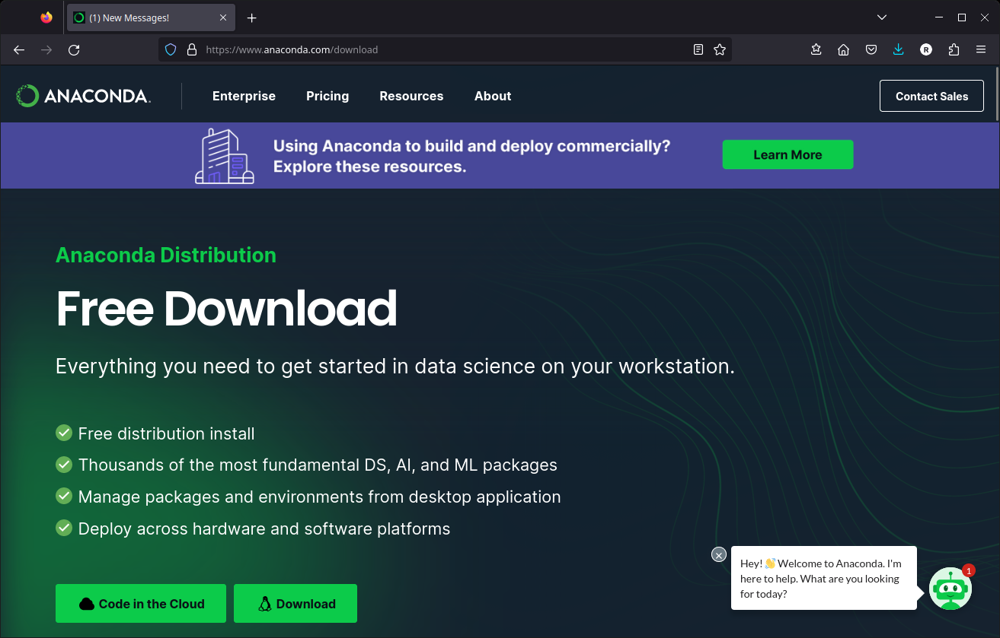 (1) New Messages!
https://www.anaconda.com/download
R
ANACONDA.
Enterprise
Pricing
Resources
About
Contact Sales
Using Anaconda to build and deploy commercially?
Explore these resources.
Learn More
Anaconda Distribution
Free Download
Everything you need to get started in data science on your workstation.
Free distribution install
Thousands of the most fundamental DS, AI, and ML packages
Manage packages and environments from desktop application
Deploy across hardware and software platforms
Code in the Cloud
Download
Hey! 👋 Welcome to Anaconda. I'm
here to help. What are you looking
for today?
1